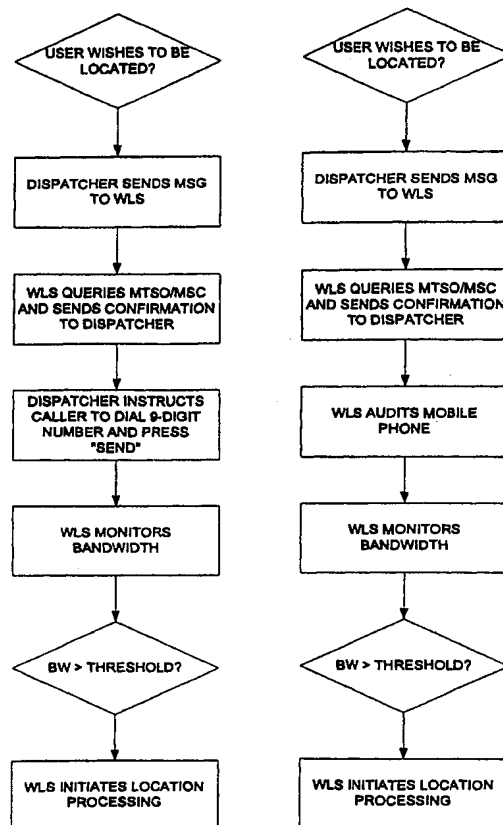 USER WISHES TO BE
LOCATED?
DISPATCHER SENDS MSG
TO WLS
WLS QUERIES MTSO/MSC
AND SENDS CONFIRMATION
TO DISPATCHER
DISPATCHER INSTRUCTS
CALLER TO DIAL 9-DIGIT
NUMBER AND PRESS
"SEND"
WLS MONITORS
BANDWIDTH
BW > THRESHOLD?
WLS INITIATES LOCATION
PROCESSING
USER WISHES TO BE
LOCATED?
DISPATCHER SENDS MSG
TO WLS
WLS QUERIES MTSO/MSC
AND SENDS CONFIRMATION
TO DISPATCHER
WLS AUDITS MOBILE
PHONE
WLS MONITORS
BANDWIDTH
BW > THRESHOLD?
WLS INITIATES LOCATION
PROCESSING